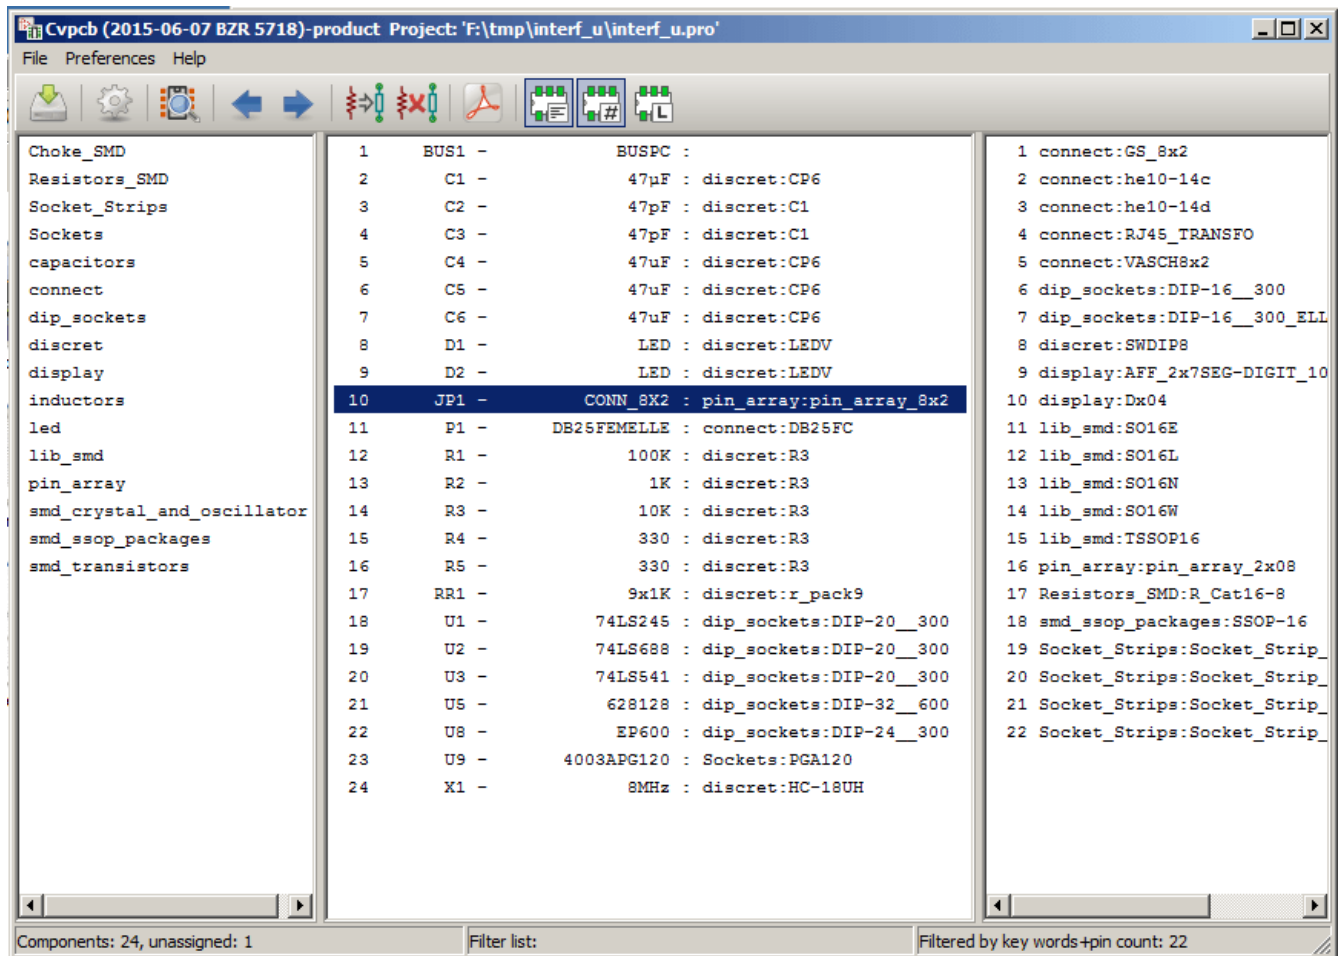 Cvpcb (2015-06-07 BZR 5718)-product Project: 'F:\tmp\interf_u\interf_u.pro'
File Preferences Help
Choke_SMD
Resistors_SMD
Socket_Strips
Sockets
capacitors
connect
dip_sockets
discret
display
inductors
led
lib_smd
pin_array
smd_crystal_and_oscillator
smd_ssop_packages
smd_transistors
1 BUS1 - BUSPC :
2 C1 - 47µF : discret:CP6
3 C2 - 47pF : discret:C1
4 C3 - 47pF : discret:C1
5 C4 - 47uF : discret:CP6
6 C5 - 47uF : discret:CP6
7 C6 - 47uF : discret:CP6
8 D1 - LED : discret:LEDV
9 D2 - LED : discret:LEDV
10 JP1 - CONN_8X2 : pin_array:pin_array_8x2
11 P1 - DB25FEMELLE : connect:DB25FC
12 R1 - 100K : discret:R3
13 R2 - 1K : discret:R3
14 R3 - 10K : discret:R3
15 R4 - 330 : discret:R3
16 R5 - 330 : discret:R3
17 RR1 - 9x1K : discret:r_pack9
18 U1 - 74LS245 : dip_sockets:DIP-20__300
19 U2 - 74LS688 : dip_sockets:DIP-20__300
20 U3 - 74LS541 : dip_sockets:DIP-20__300
21 U5 - 628128 : dip_sockets:DIP-32__600
22 U8 - EP600 : dip_sockets:DIP-24__300
23 U9 - 4003APG120 : Sockets:PGA120
24 X1 - 8MHz : discret:HC-18UH
1 connect:GS_8x2
2 connect:he10-14c
3 connect:he10-14d
4 connect:RJ45_TRANSFO
5 connect:VASCH8x2
6 dip_sockets:DIP-16__300
7 dip_sockets:DIP-16__300_ELL
8 discret:SWDIP8
9 display:AFF_2x7SEG-DIGIT_10
10 display:Dx04
11 lib_smd:SO16E
12 lib_smd:SO16L
13 lib_smd:SO16N
14 lib_smd:SO16W
15 lib_smd:TSSOP16
16 pin_array:pin_array_2x08
17 Resistors_SMD:R_Cat16-8
18 smd_ssop_packages:SSOP-16
19 Socket_Strips:Socket_Strip_
20 Socket_Strips:Socket_Strip_
21 Socket_Strips:Socket_Strip_
22 Socket_Strips:Socket_Strip_
Components: 24, unassigned: 1
Filter list:
Filtered by key words+pin count: 22